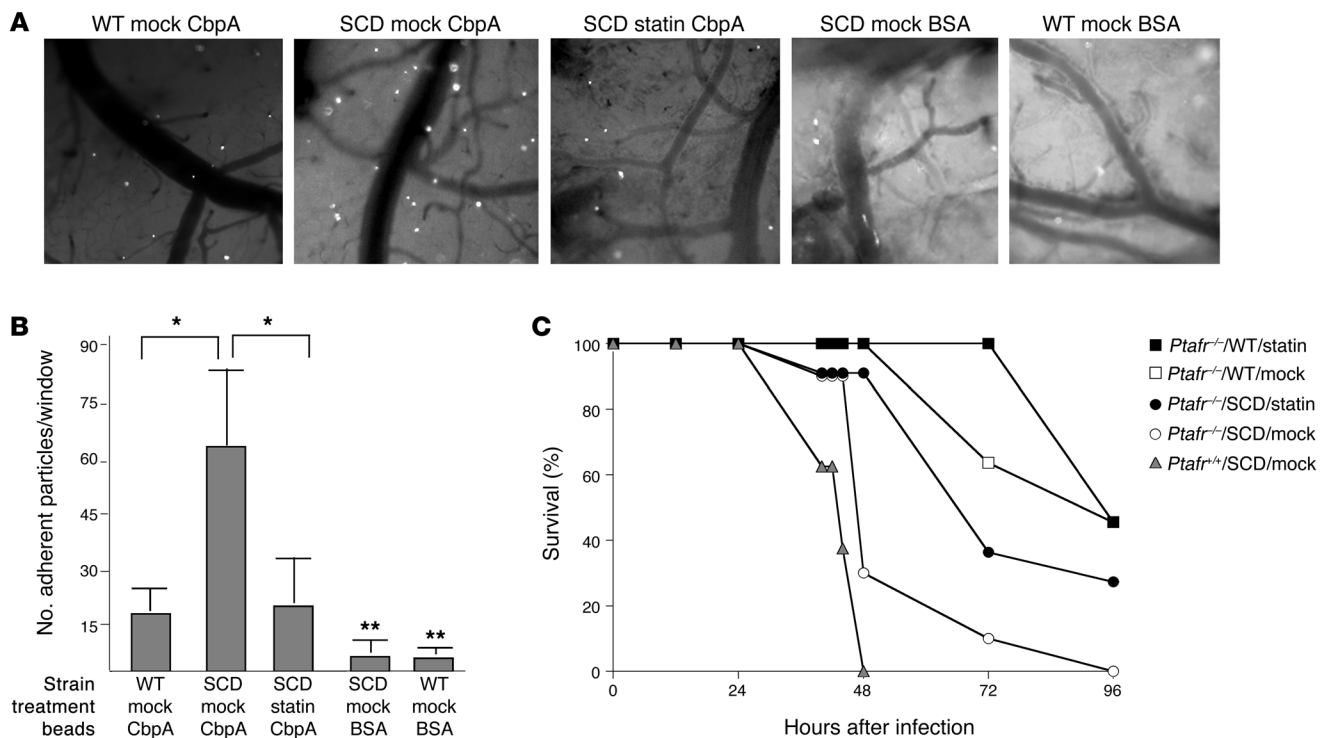 A
WT mock CbpA
SCD mock CbpA
SCD statin CbpA
SCD mock BSA
WT mock BSA
B
No. adherent particles/window
90
75
60
45
30
15
*
*
**
**
Strain WT SCD SCD SCD WT
treatment mock mock statin mock mock
beads CbpA CbpA CbpA BSA BSA
C
Survival (%)
100
80
60
40
20
0
0 24 48 72 96
Hours after infection
Ptafr–/–/WT/statin
Ptafr–/–/WT/mock
Ptafr–/–/SCD/statin
Ptafr–/–/SCD/mock
Ptafr+/+/SCD/mock